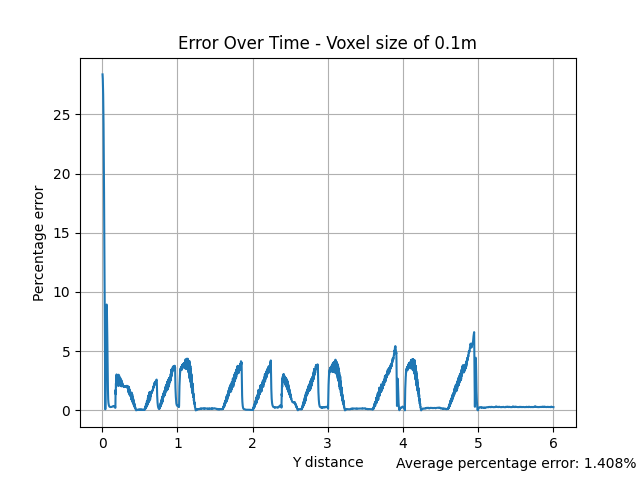 Error Over Time - Voxel size of 0.1m
Percentage error
25
20
15
10
5
0
0 1 2 3 4 5 6
Y distance
Average percentage error: 1.408%